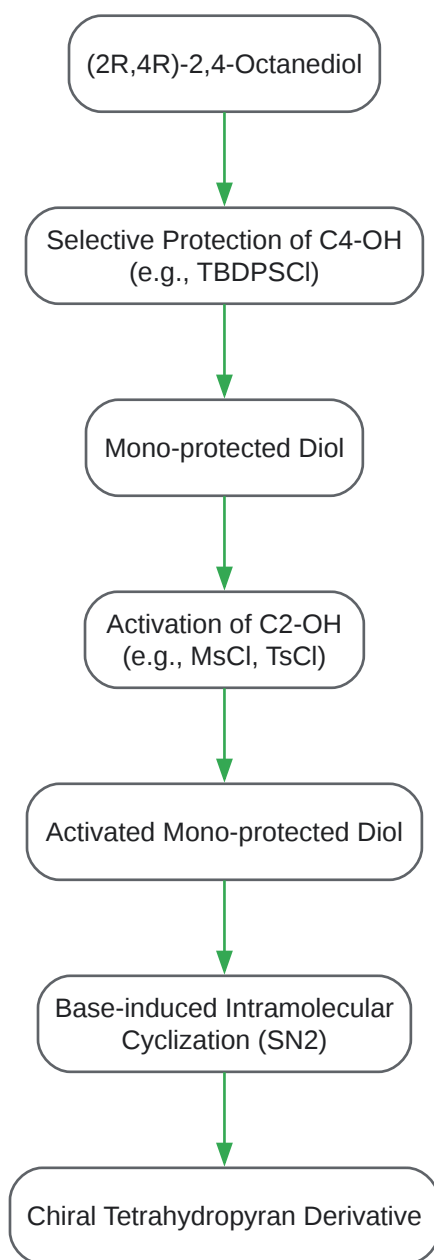 (2R,4R)-2,4-Octanediol
Selective Protection of C4-OH
(e.g., TBDPSCl)
Mono-protected Diol
Activation of C2-OH
(e.g., MsCl, TsCl)
Activated Mono-protected Diol
Base-induced Intramolecular
Cyclization (SN2)
Chiral Tetrahydropyran Derivative